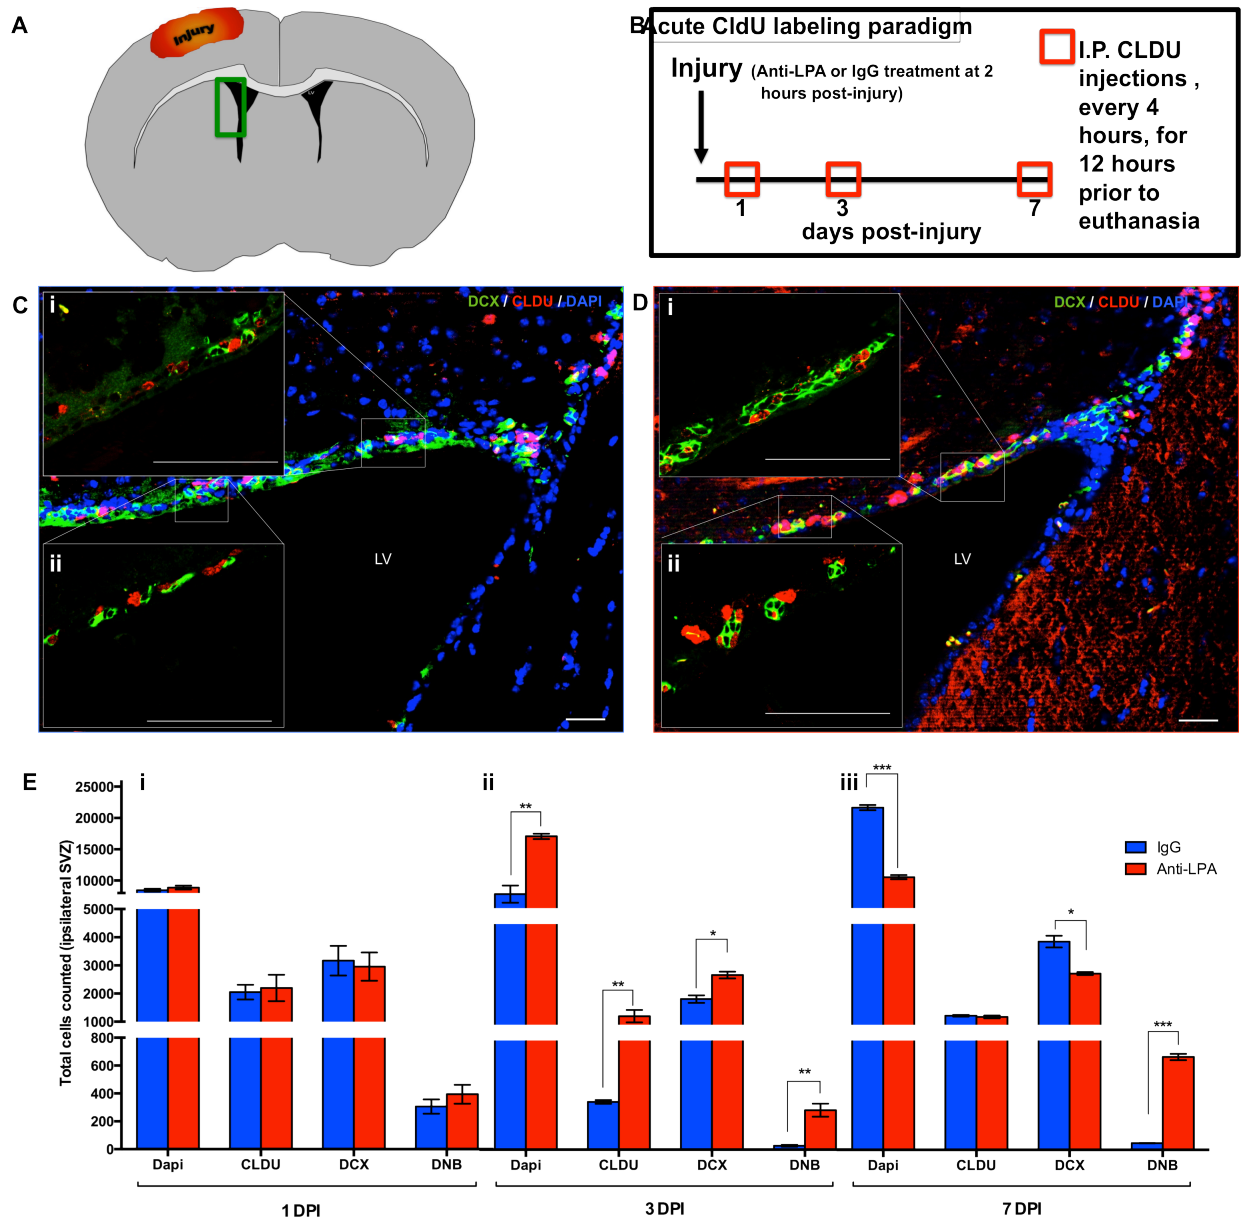 A
Injury
LV
B
Acute CldU labeling paradigm
Injury (Anti-LPA or IgG treatment at 2
hours post-injury)
1
3
7
days post-injury
I.P. CLDU
injections ,
every 4
hours, for
12 hours
prior to
euthanasia
C
i
DCX / CLDU / DAPI
ii
LV
D
i
DCX / CLDU / DAPI
ii
LV
E
i
ii
iii
Total cells counted (ipsilateral SVZ)
25000
20000
15000
10000
5000
4000
3000
2000
1000
800
600
400
200
0
**
**
*
**
***
*
***
IgG
Anti-LPA
Dapi
CLDU
DCX
DNB
Dapi
CLDU
DCX
DNB
Dapi
CLDU
DCX
DNB
1 DPI
3 DPI
7 DPI